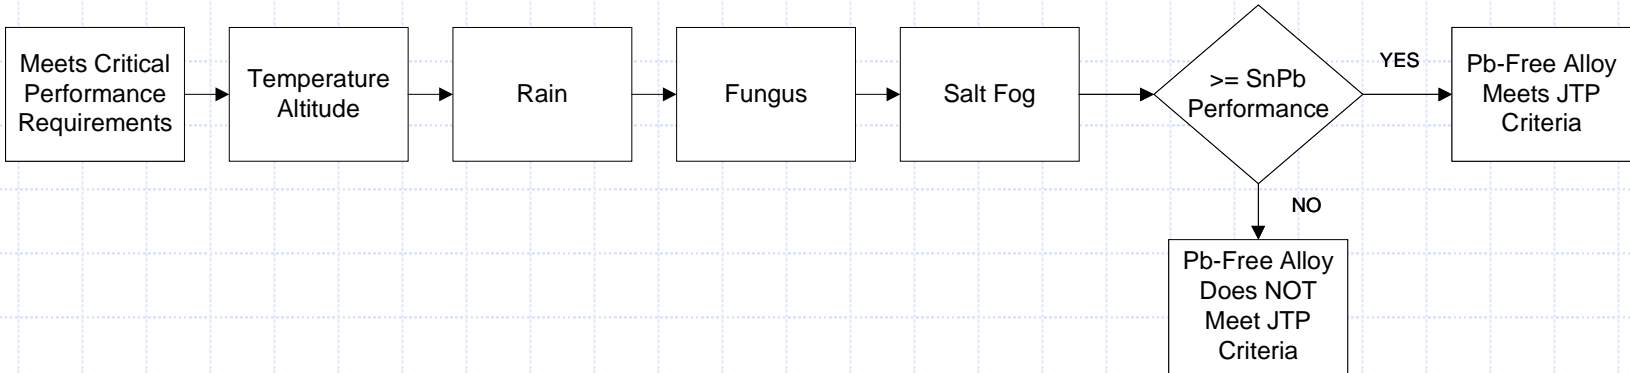 Meets Critical
Performance
Requirements
Temperature
Altitude
Rain
Fungus
Salt Fog
>= SnPb
Performance
YES
Pb-Free Alloy
Meets JTP
Criteria
NO
Pb-Free Alloy
Does NOT
Meet JTP
Criteria